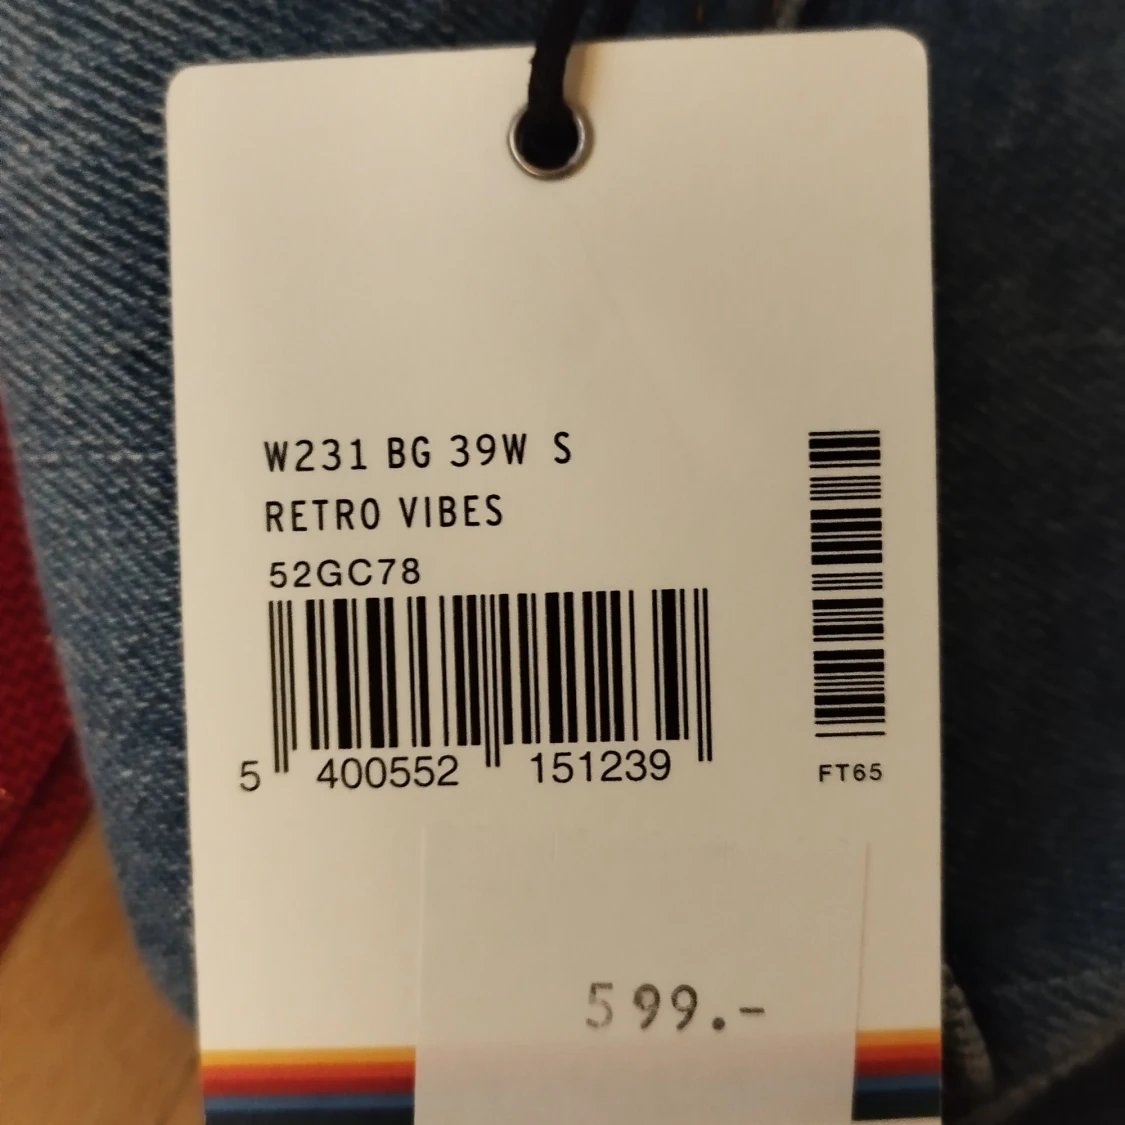 W231 BG 39W S
RETRO VIBES
52GC78
5 400552 151239
FT65
599.-